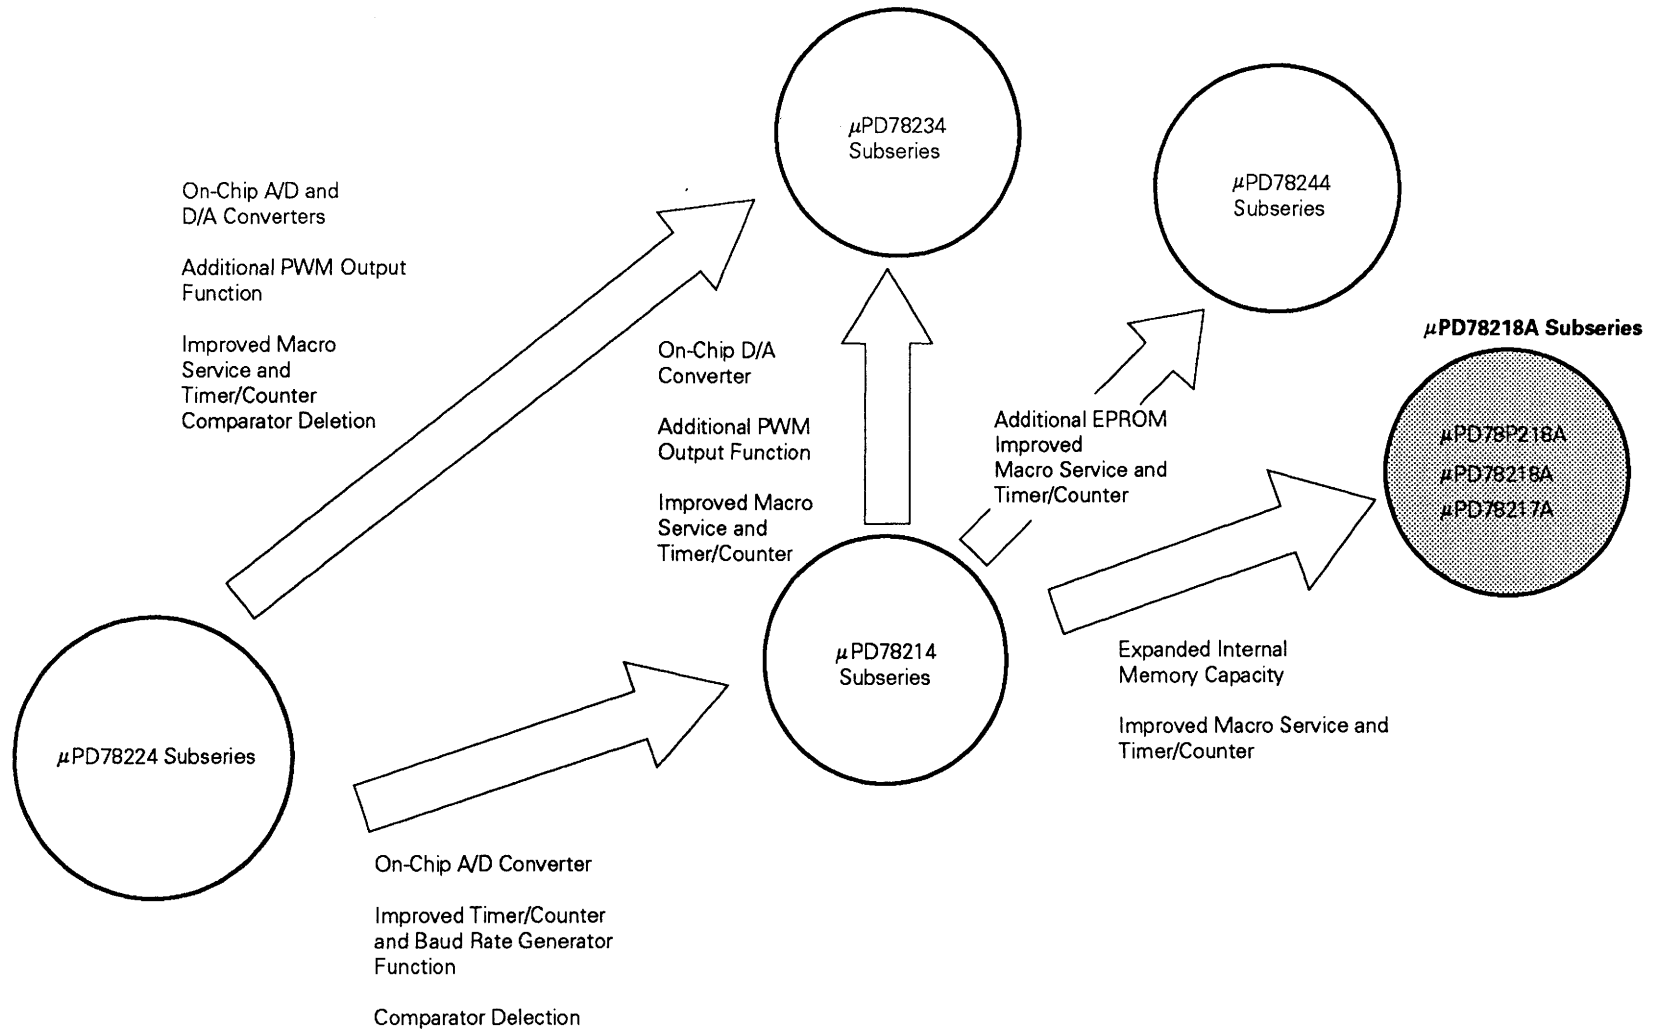 μPD78234
Subseries
μPD78244
Subseries
On-Chip A/D and
D/A Converters
Additional PWM Output
Function
Improved Macro
Service and
Timer/Counter
Comparator Deletion
On-Chip D/A
Converter
Additional PWM
Output Function
Improved Macro
Service and
Timer/Counter
Additional EPROM
Improved
Macro Service and
Timer/Counter
μPD78218A Subseries
μPD78P218A
μPD78218A
μPD78217A
μPD78214
Subseries
Expanded Internal
Memory Capacity
Improved Macro Service and
Timer/Counter
μPD78224 Subseries
On-Chip A/D Converter
Improved Timer/Counter
and Baud Rate Generator
Function
Comparator Delection